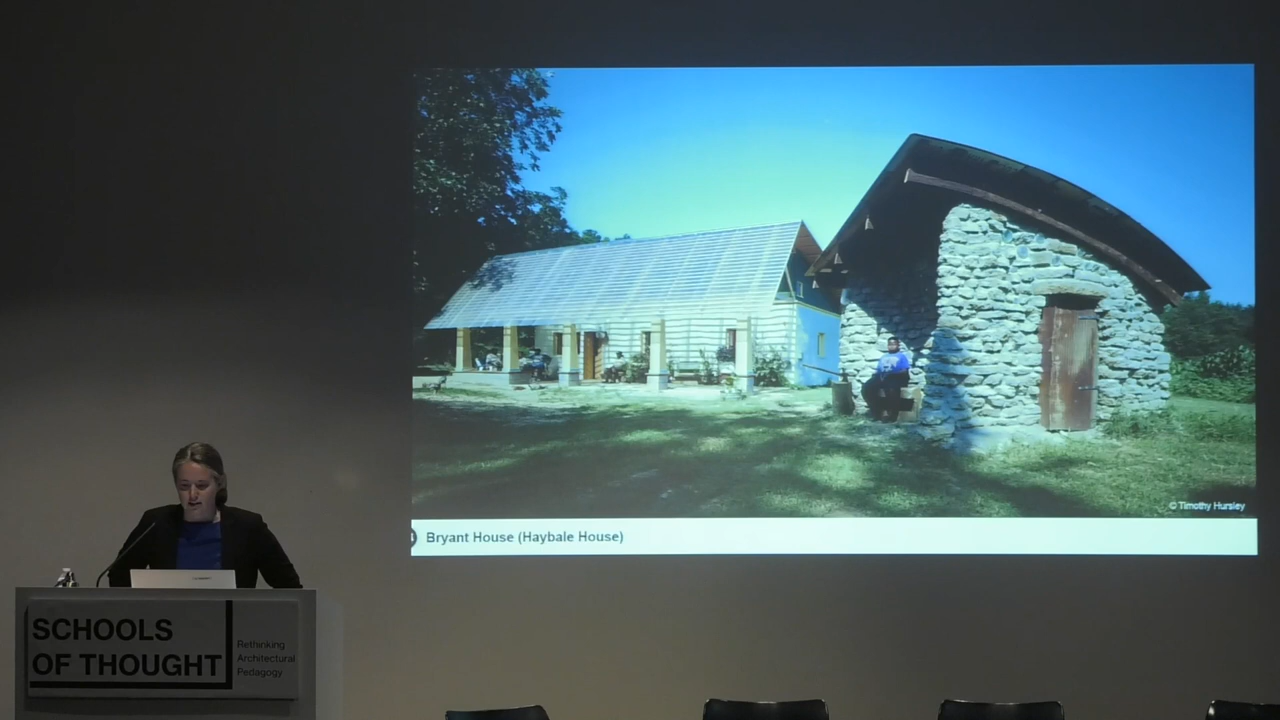 © Timothy Hursley
Bryant House (Haybale House)
SCHOOLS
OF THOUGHT
Rethinking
Architectural
Pedagogy